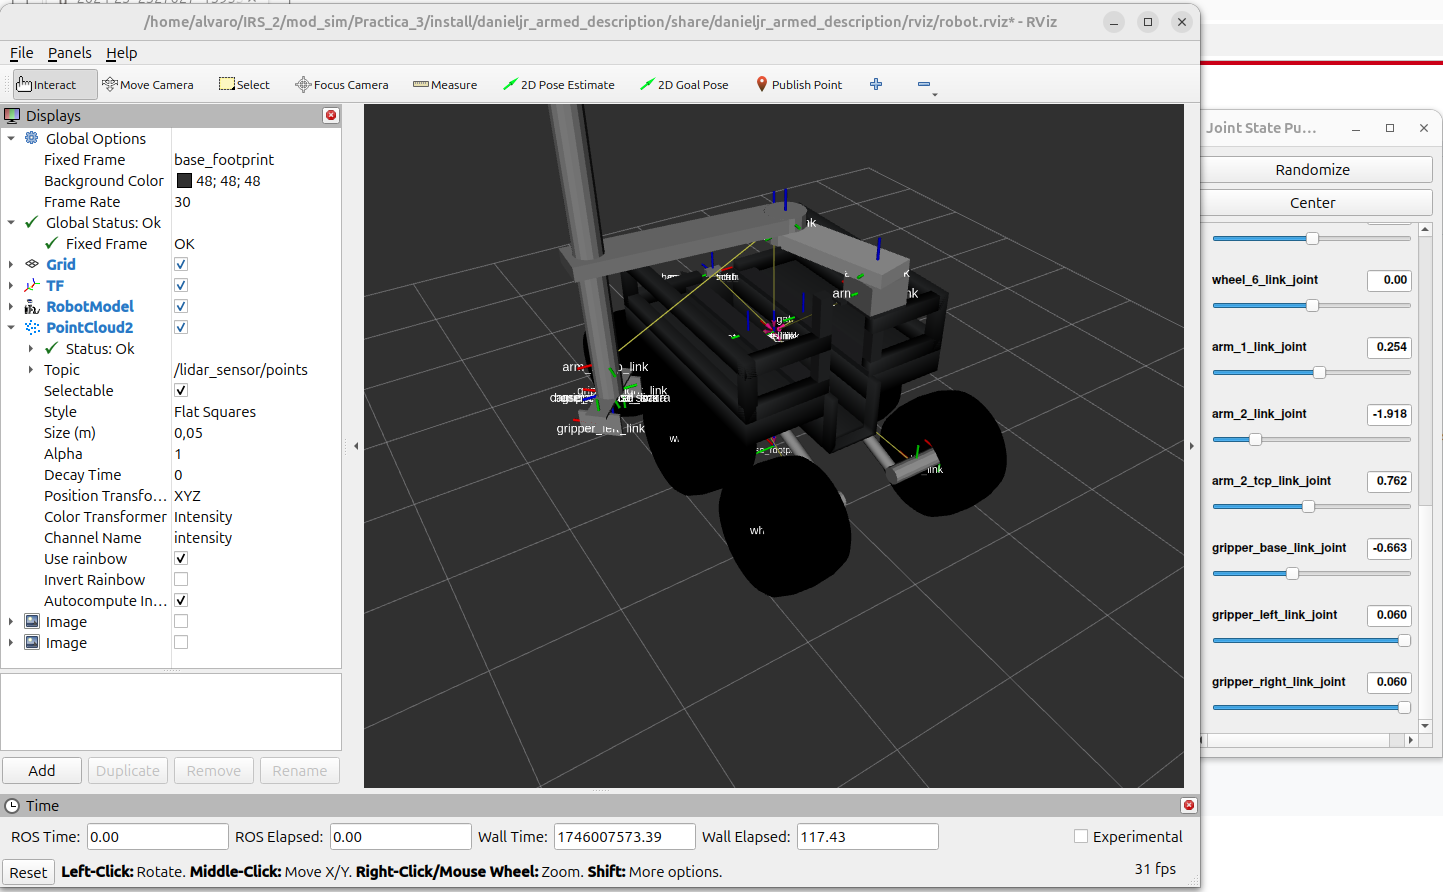 /home/alvaro/IRS_2/mod_sim/Practica_3/install/danieljr_armed_description/share/danieljr_armed_description/rviz/robot.rviz* - RViz
File Panels Help
Interact Move Camera Select Focus Camera Measure 2D Pose Estimate 2D Goal Pose Publish Point
Displays
Global Options
Fixed Frame base_footprint
Background Color 48; 48; 48
Frame Rate 30
Global Status: Ok
Fixed Frame OK
Grid
TF
RobotModel
PointCloud2
Status: Ok
Topic /lidar_sensor/points
Selectable
Style Flat Squares
Size (m) 0,05
Alpha 1
Decay Time 0
Position Transfo... XYZ
Color Transformer Intensity
Channel Name intensity
Use rainbow
Invert Rainbow
Autocompute In...
Image
Image
Add Duplicate Remove Rename
gripper_left_link
Joint State Pu...
Randomize
Center
wheel_6_link_joint 0.00
arm_1_link_joint 0.254
arm_2_link_joint -1.918
arm_2_tcp_link_joint 0.762
gripper_base_link_joint -0.663
gripper_left_link_joint 0.060
gripper_right_link_joint 0.060
Time
ROS Time: 0.00 ROS Elapsed: 0.00 Wall Time: 1746007573.39 Wall Elapsed: 117.43 Experimental
Reset Left-Click: Rotate. Middle-Click: Move X/Y. Right-Click/Mouse Wheel: Zoom. Shift: More options. 31 fps